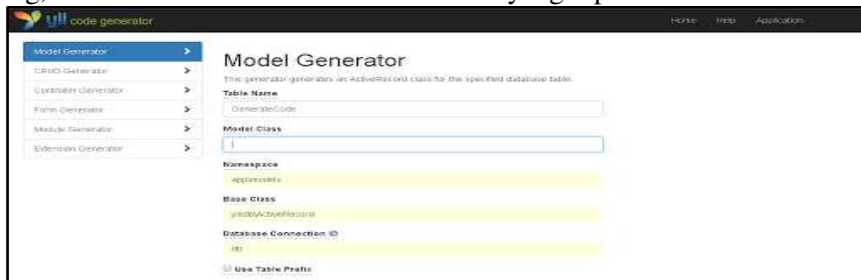 yii code generator
Home Help Application
Model Generator
CRUD Generator
Controller Generator
Form Generator
Module Generator
Extension Generator
Model Generator
This generator generates an ActiveRecord class for the specified database table.
Table Name
GenerateCode
Model Class
Namespace
app\models
Base Class
yii\db\ActiveRecord
Database Connection ID
db
Use Table Prefix